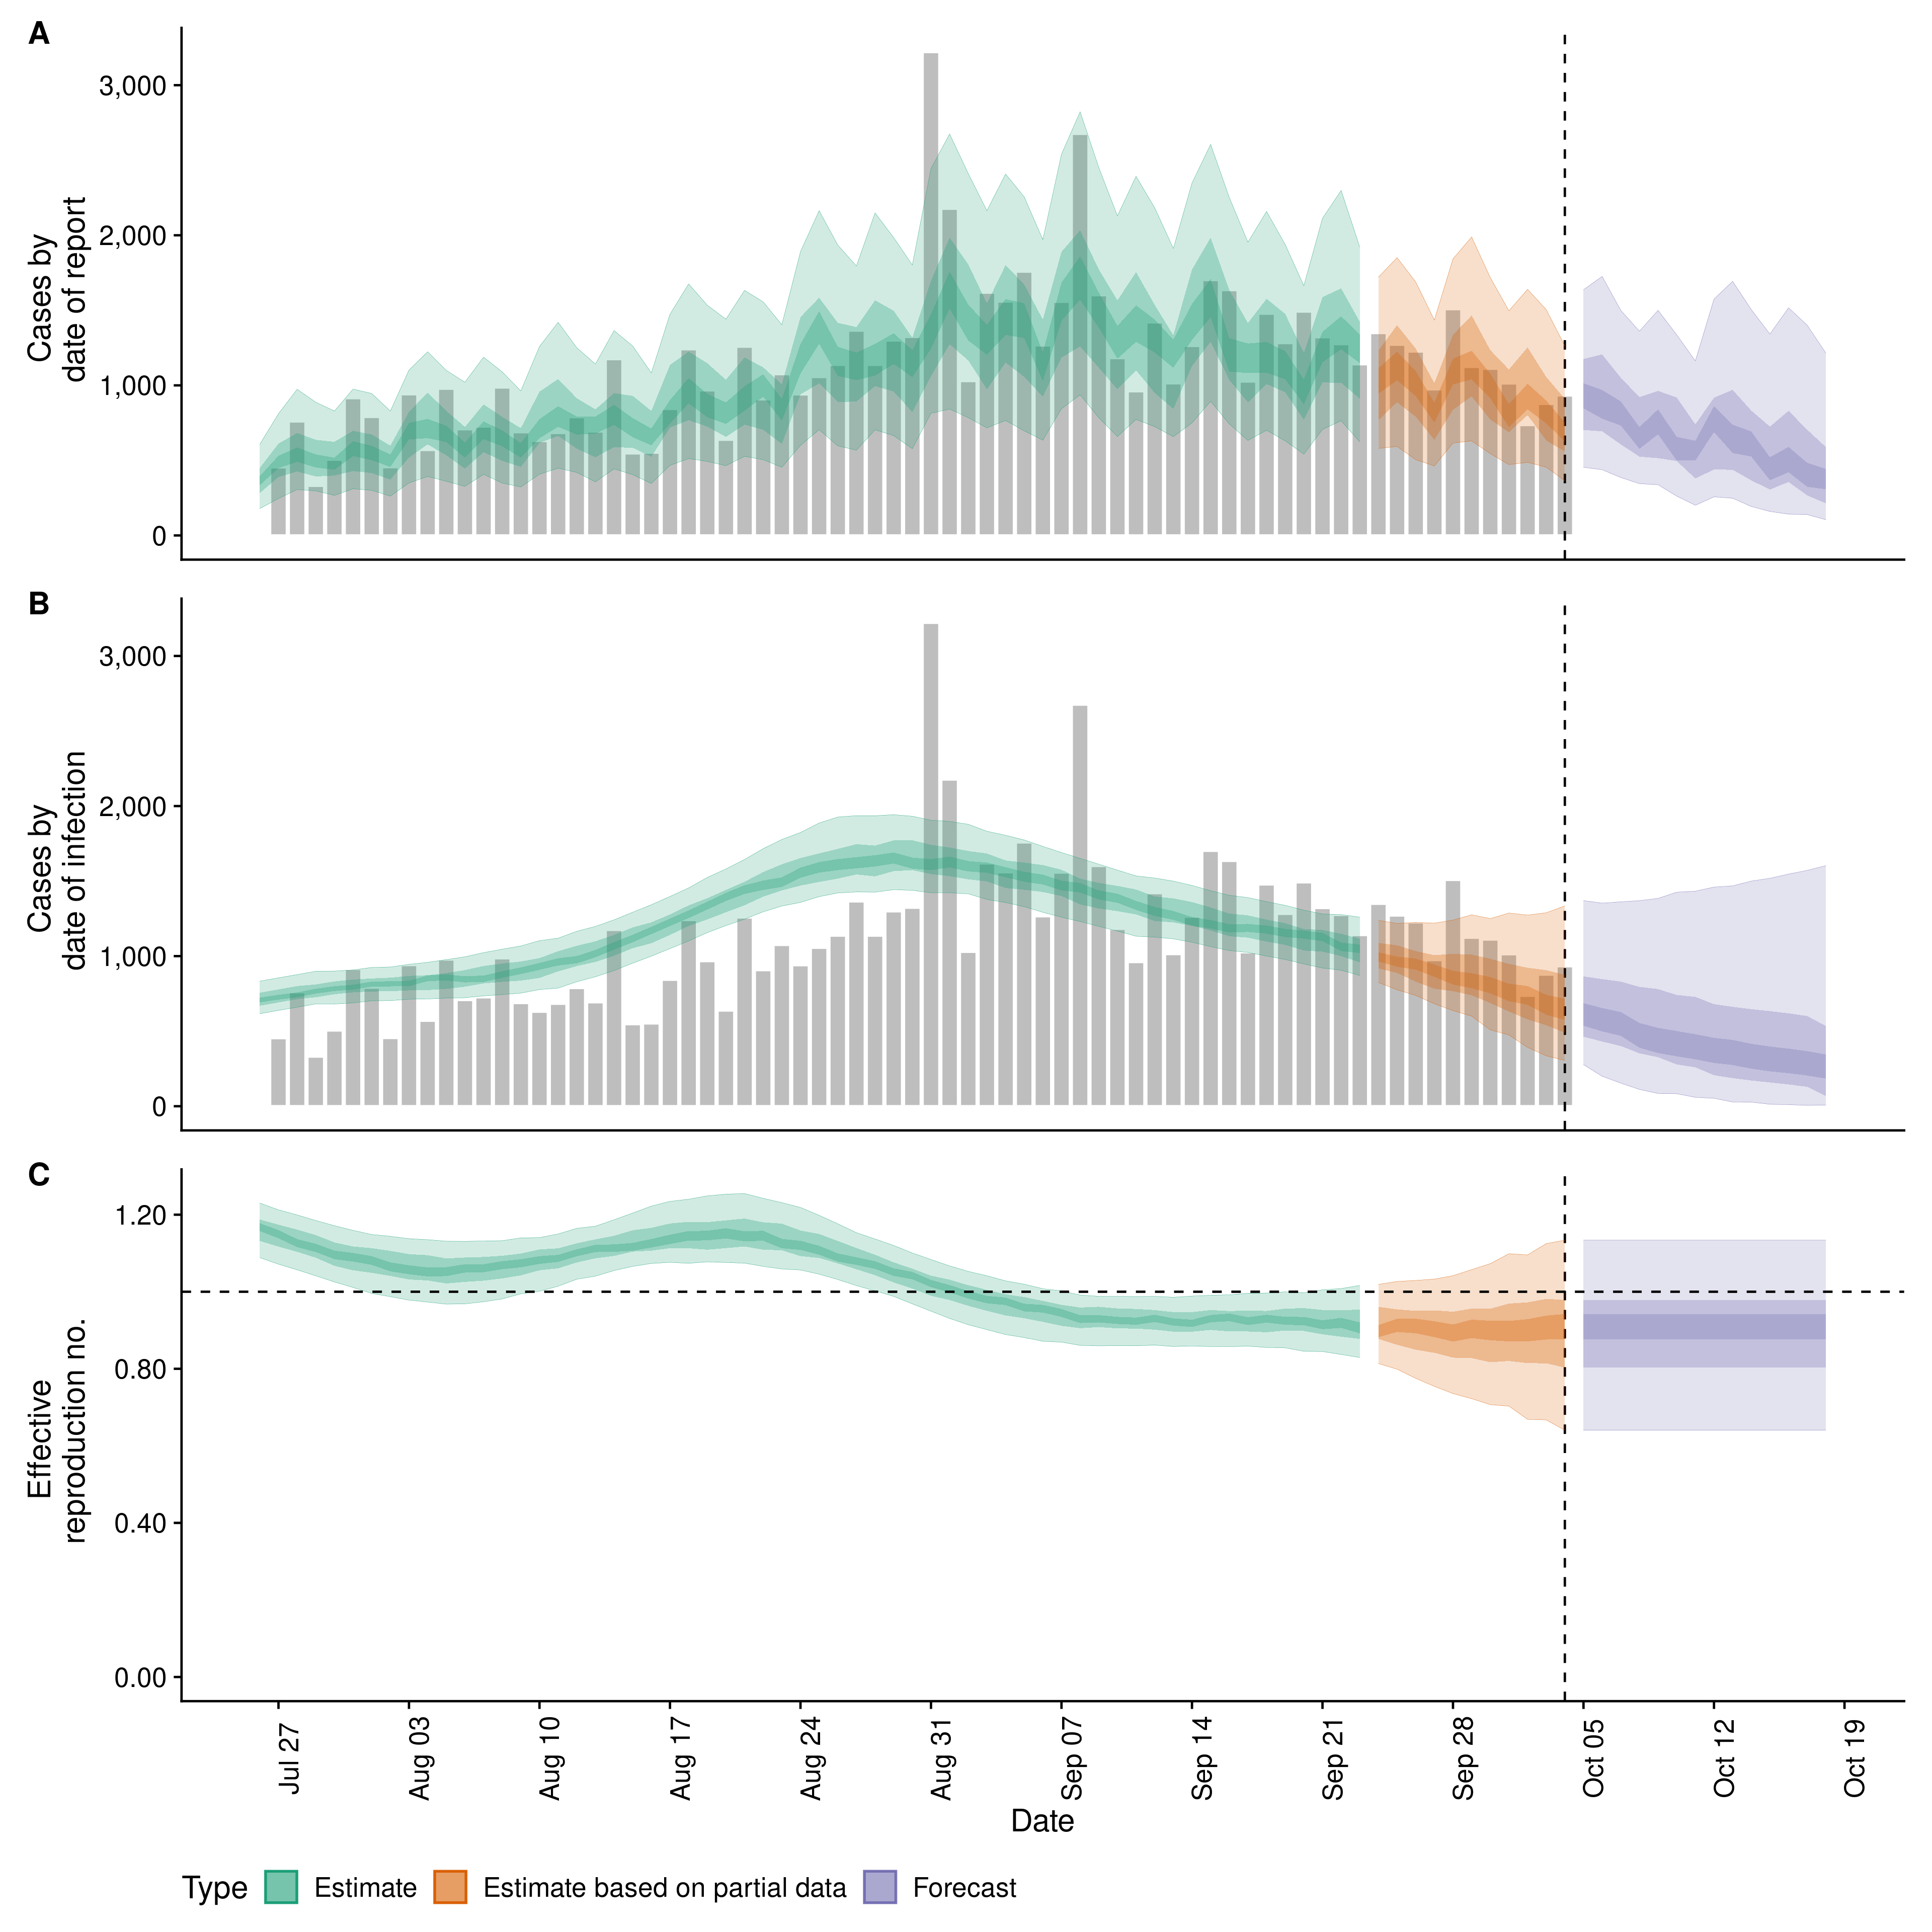 A
Cases by
date of report
3,000
2,000
1,000
0
B
Cases by
date of infection
3,000
2,000
1,000
0
C
Effective
reproduction no.
1.20
0.80
0.40
0.00
Jul 27
Aug 03
Aug 10
Aug 17
Aug 24
Aug 31
Sep 07
Sep 14
Sep 21
Sep 28
Oct 05
Oct 12
Oct 19
Date
Type Estimate Estimate based on partial data Forecast